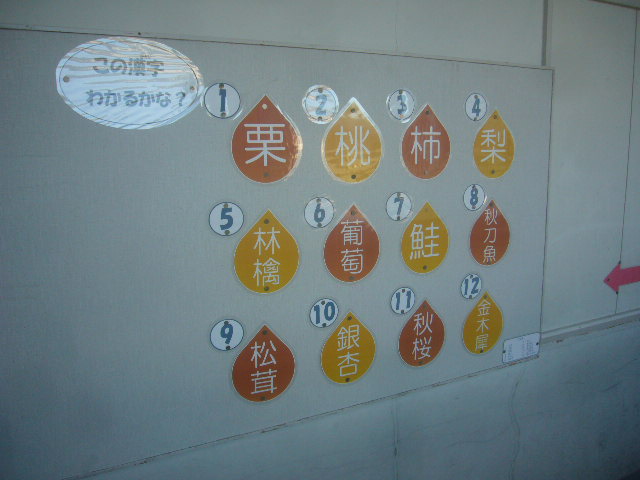 この漢字
わかるかな？
1
栗
2
桃
3
柿
4
梨
5
林
檎
6
葡
萄
7
鮭
8
秋
刀
魚
9
松
茸
10
銀
杏
11
秋
桜
12
金
木
犀